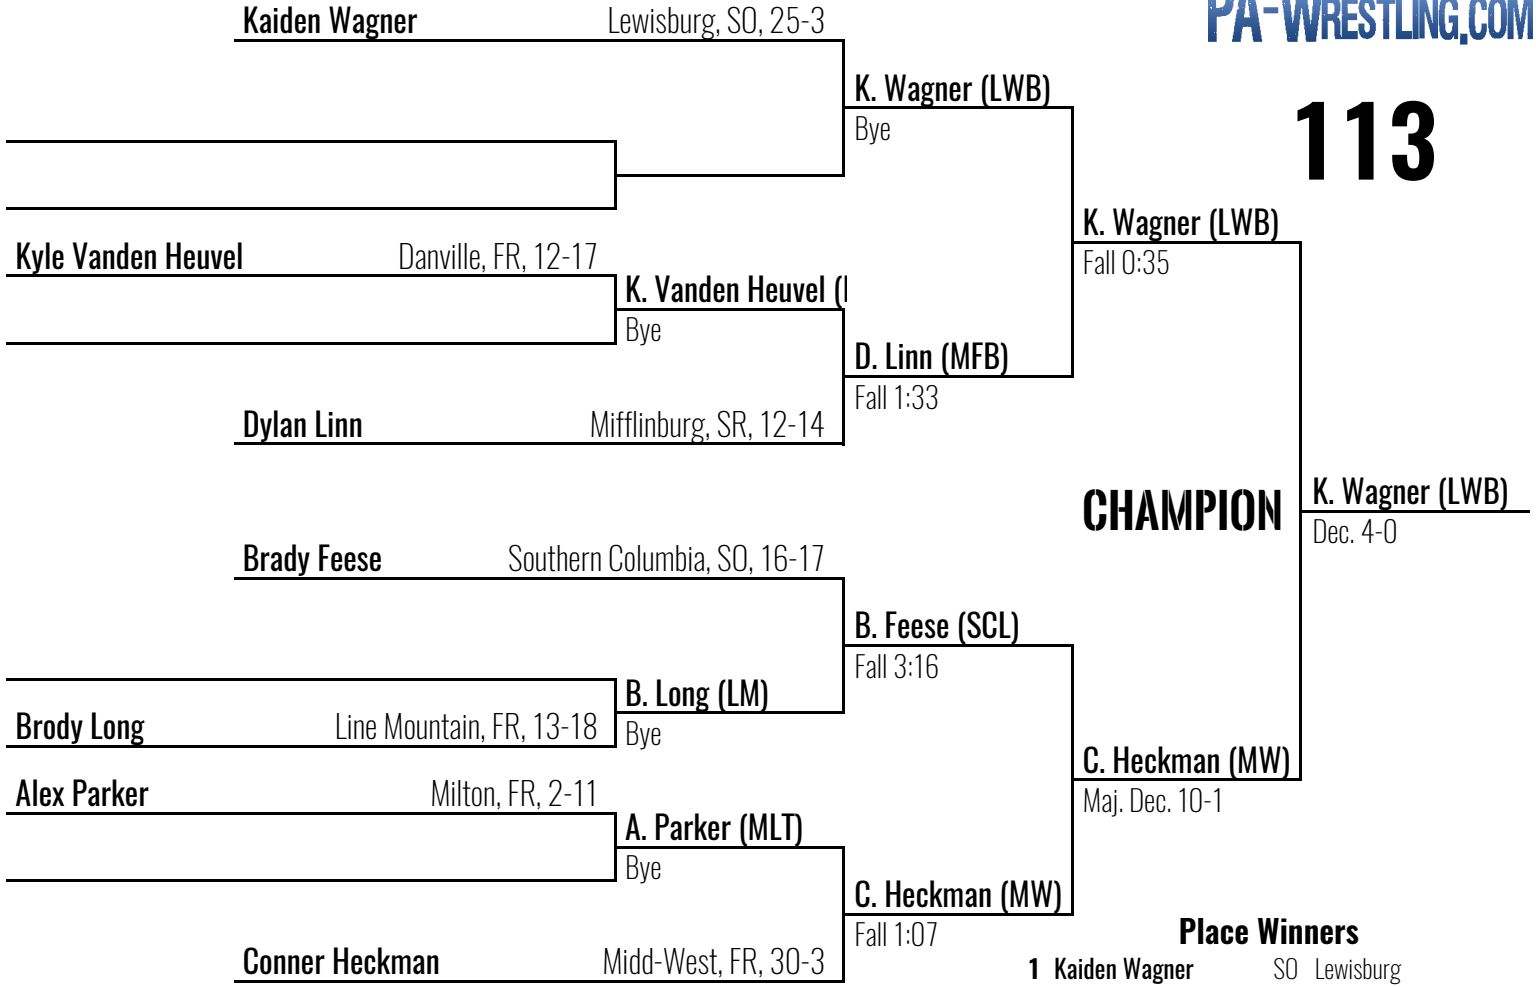 Kaiden Wagner Lewisburg, SO, 25-3
PA-WRESTLING.COM
K. Wagner (LWB)
Bye
113
K. Wagner (LWB)
Fall 0:35
Kyle Vanden Heuvel Danville, FR, 12-17
K. Vanden Heuvel (
Bye
D. Linn (MFB)
Fall 1:33
Dylan Linn Mifflinburg, SR, 12-14
CHAMPION
K. Wagner (LWB)
Dec. 4-0
Brady Feese Southern Columbia, SO, 16-17
B. Feese (SCL)
Fall 3:16
B. Long (LM)
Bye
Brody Long Line Mountain, FR, 13-18
C. Heckman (MW)
Maj. Dec. 10-1
Alex Parker Milton, FR, 2-11
A. Parker (MLT)
Bye
C. Heckman (MW)
Fall 1:07
Conner Heckman Midd-West, FR, 30-3
Place Winners
1 Kaiden Wagner SO Lewisburg